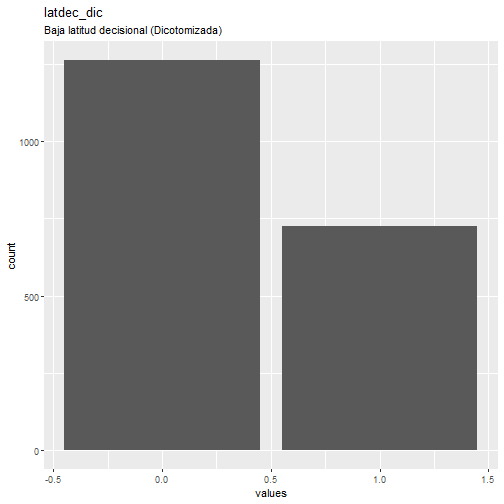 latdec_dic
Baja latitud decisional (Dicotomizada)
1000
500
0
count
-0.5 0.0 0.5 1.0 1.5
values